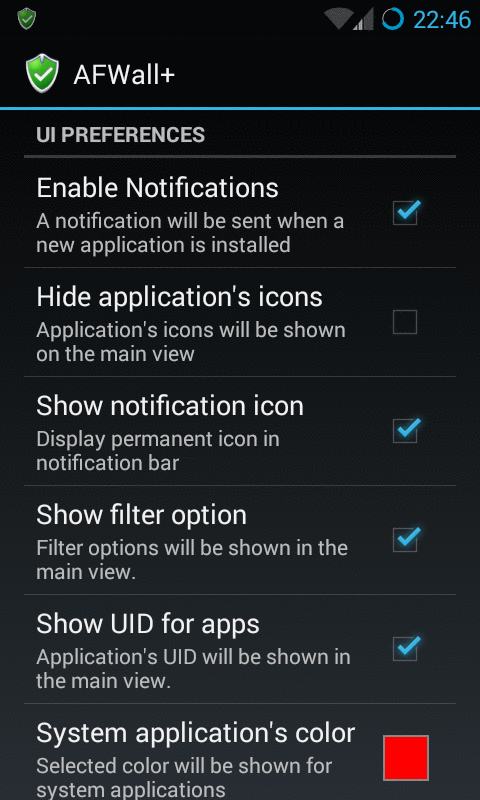 22:46
AFWall+
UI PREFERENCES
Enable Notifications
A notification will be sent when a
new application is installed
Hide application's icons
Application's icons will be shown
on the main view
Show notification icon
Display permanent icon in
notification bar
Show filter option
Filter options will be shown in the
main view.
Show UID for apps
Application's UID will be shown in
the main view.
System application's color
Selected color will be shown for
system applications